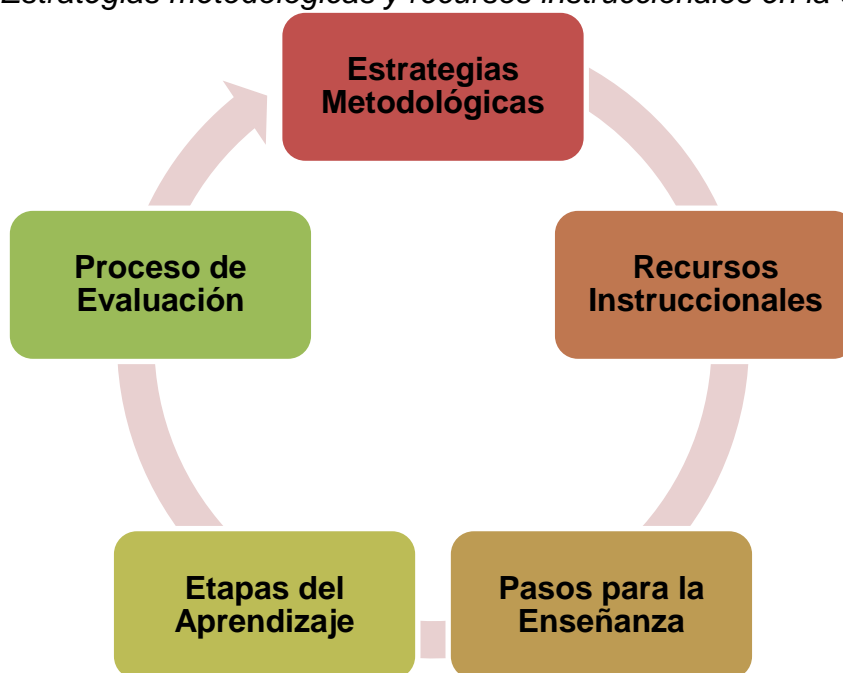 Estrategias metodológicas y recursos instruccionales en la
Estrategias
Metodológicas
Recursos
Instruccionales
Pasos para la
Enseñanza
Etapas del
Aprendizaje
Proceso de
Evaluación